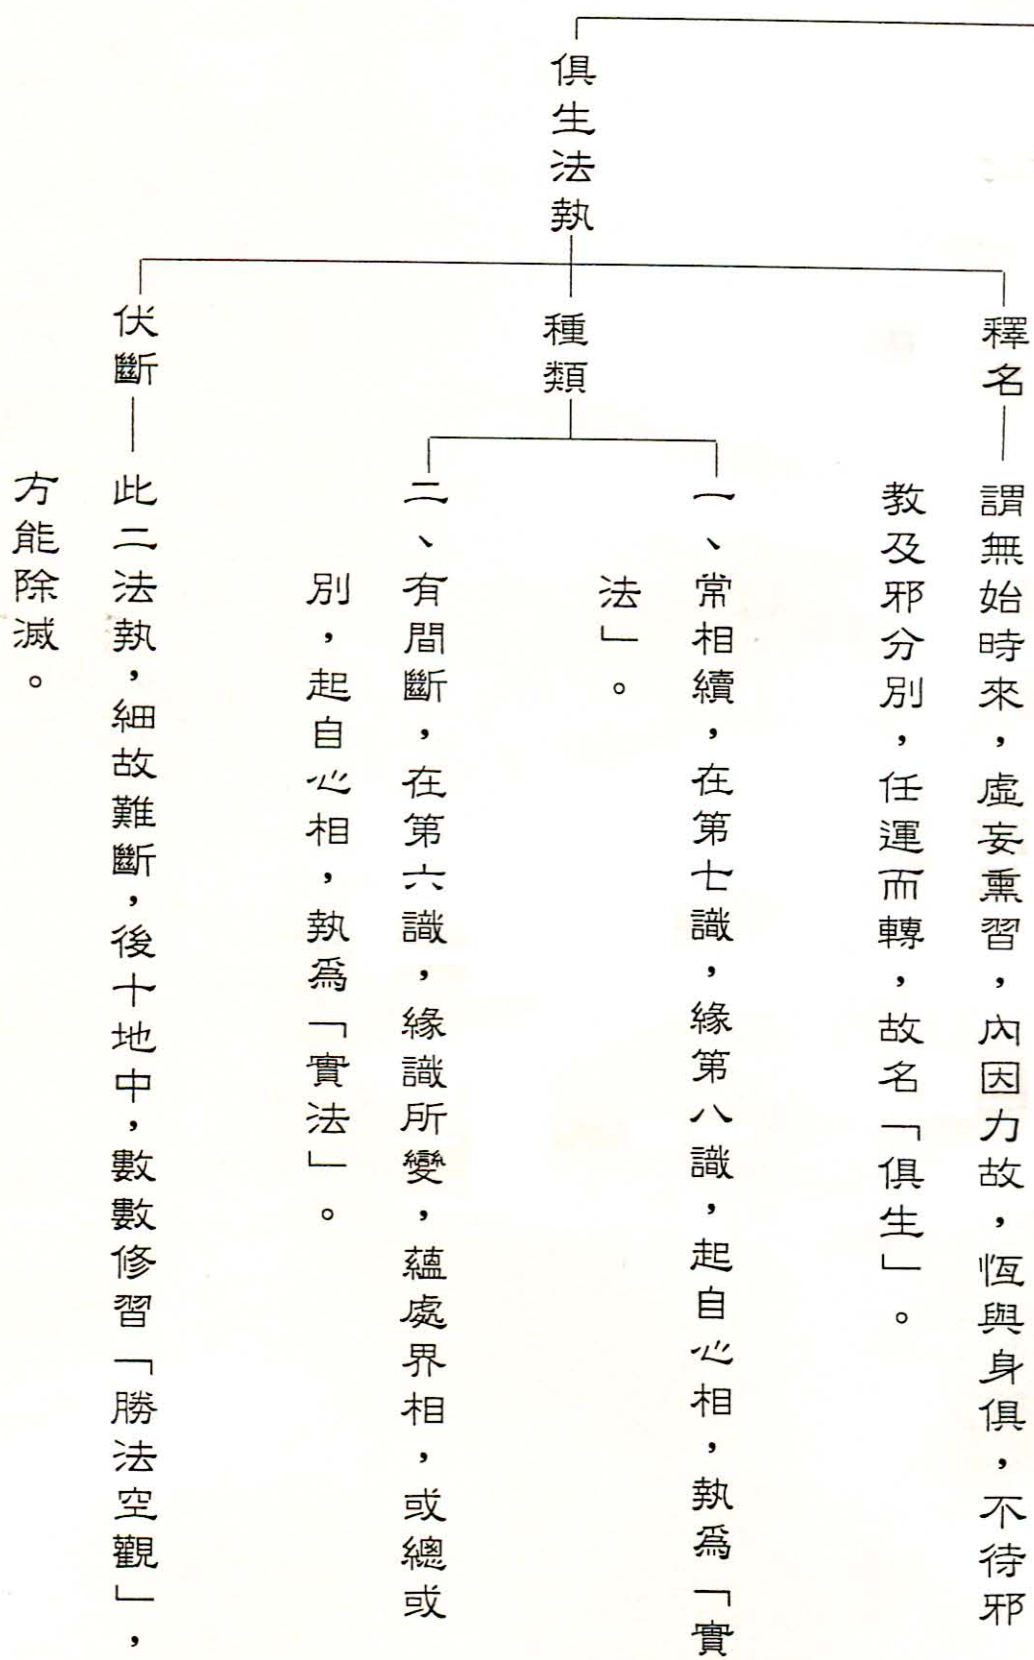 俱生法執
釋名
謂無始時來，虛妄熏習，內因力故，恆與身俱，不待邪
教及邪分別，任運而轉，故名「俱生」。
種類
一、常相續，在第七識，緣第八識，起自心相，執爲「實
法」。
二、有間斷，在第六識，緣識所變，蘊處界相，或總或
別，起自心相，執爲「實法」。
伏斷
此二法執，細故難斷，後十地中，數數修習「勝法空觀」，
方能除滅。